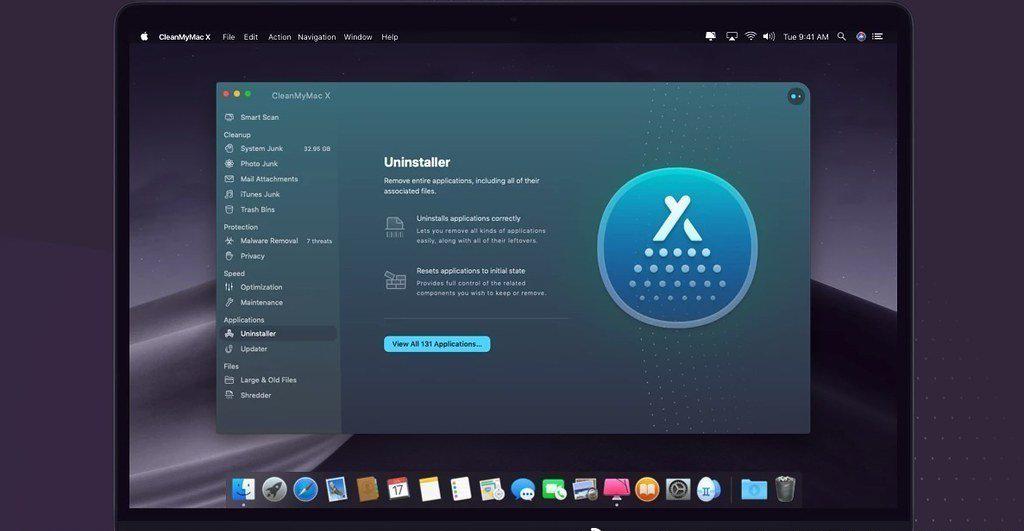 CleanMyMac X File Edit Action Navigation Window Help Tue 9:41 AM
CleanMyMac X
Smart Scan
Cleanup
System Junk 32.95 GB
Photo Junk
Mail Attachments
iTunes Junk
Trash Bins
Protection
Malware Removal 7 threats
Privacy
Speed
Optimization
Maintenance
Applications
Uninstaller
Updater
Files
Large & Old Files
Shredder
Uninstaller
Remove entire applications, including all of their
associated files.
Uninstalls applications correctly
Lets you remove all kinds of applications
easily, along with all of their leftovers.
Resets applications to initial state
Provides full control of the related
components you wish to keep or remove.
View All 131 Applications...
17